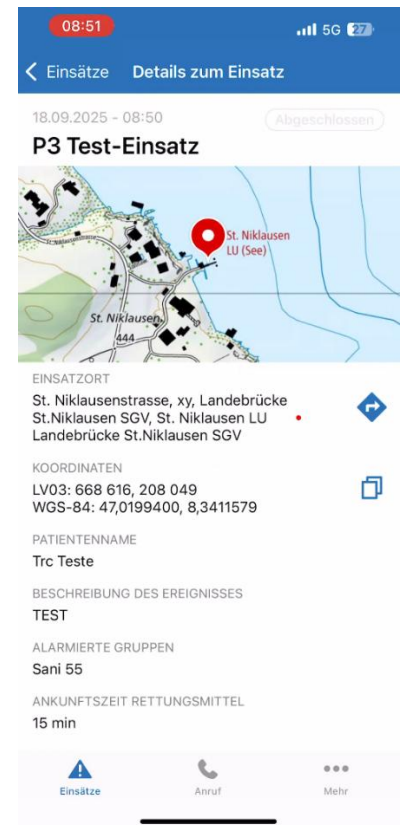 08:51
5G 27
Einsätze Details zum Einsatz
18.09.2025 - 08:50
Abgeschlossen
P3 Test-Einsatz
St. Niklausen
LU (See)
St. Niklausen
444
EINSATZORT
St. Niklausenstrasse, xy, Landebrücke
St.Niklausen SGV, St. Niklausen LU
Landebrücke St.Niklausen SGV
KOORDINATEN
LV03: 668 616, 208 049
WGS-84: 47,0199400, 8,3411579
PATIENTENNAME
Trc Teste
BESCHREIBUNG DES EREIGNISSES
TEST
ALARMIERTE GRUPPEN
Sani 55
ANKUNFTSZEIT RETTUNGSMITTEL
15 min
Einsätze Anruf Mehr